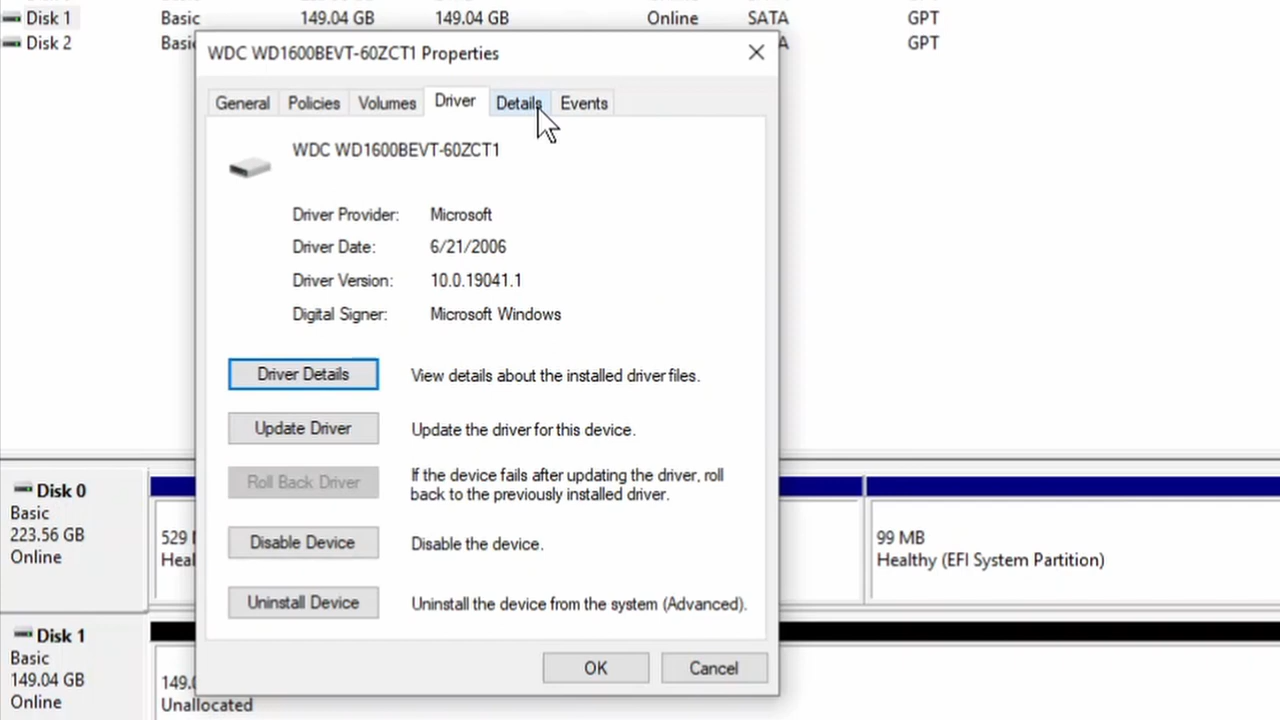 Disk 1 Basic 149.04 GB 149.04 GB Online SATA GPT
Disk 2 GPT
WDC WD1600BEVT-60ZCT1 Properties
General Policies Volumes Driver Details Events
WDC WD1600BEVT-60ZCT1
Driver Provider: Microsoft
Driver Date: 6/21/2006
Driver Version: 10.0.19041.1
Digital Signer: Microsoft Windows
Driver Details View details about the installed driver files.
Update Driver Update the driver for this device.
Roll Back Driver If the device fails after updating the driver, roll
back to the previously installed driver.
Disable Device Disable the device.
Uninstall Device Uninstall the device from the system (Advanced).
OK Cancel
Disk 0
Basic
223.56 GB
Online
529
99 MB
Healthy (EFI System Partition)
Disk 1
Basic
149.04 GB
Online
Unallocated